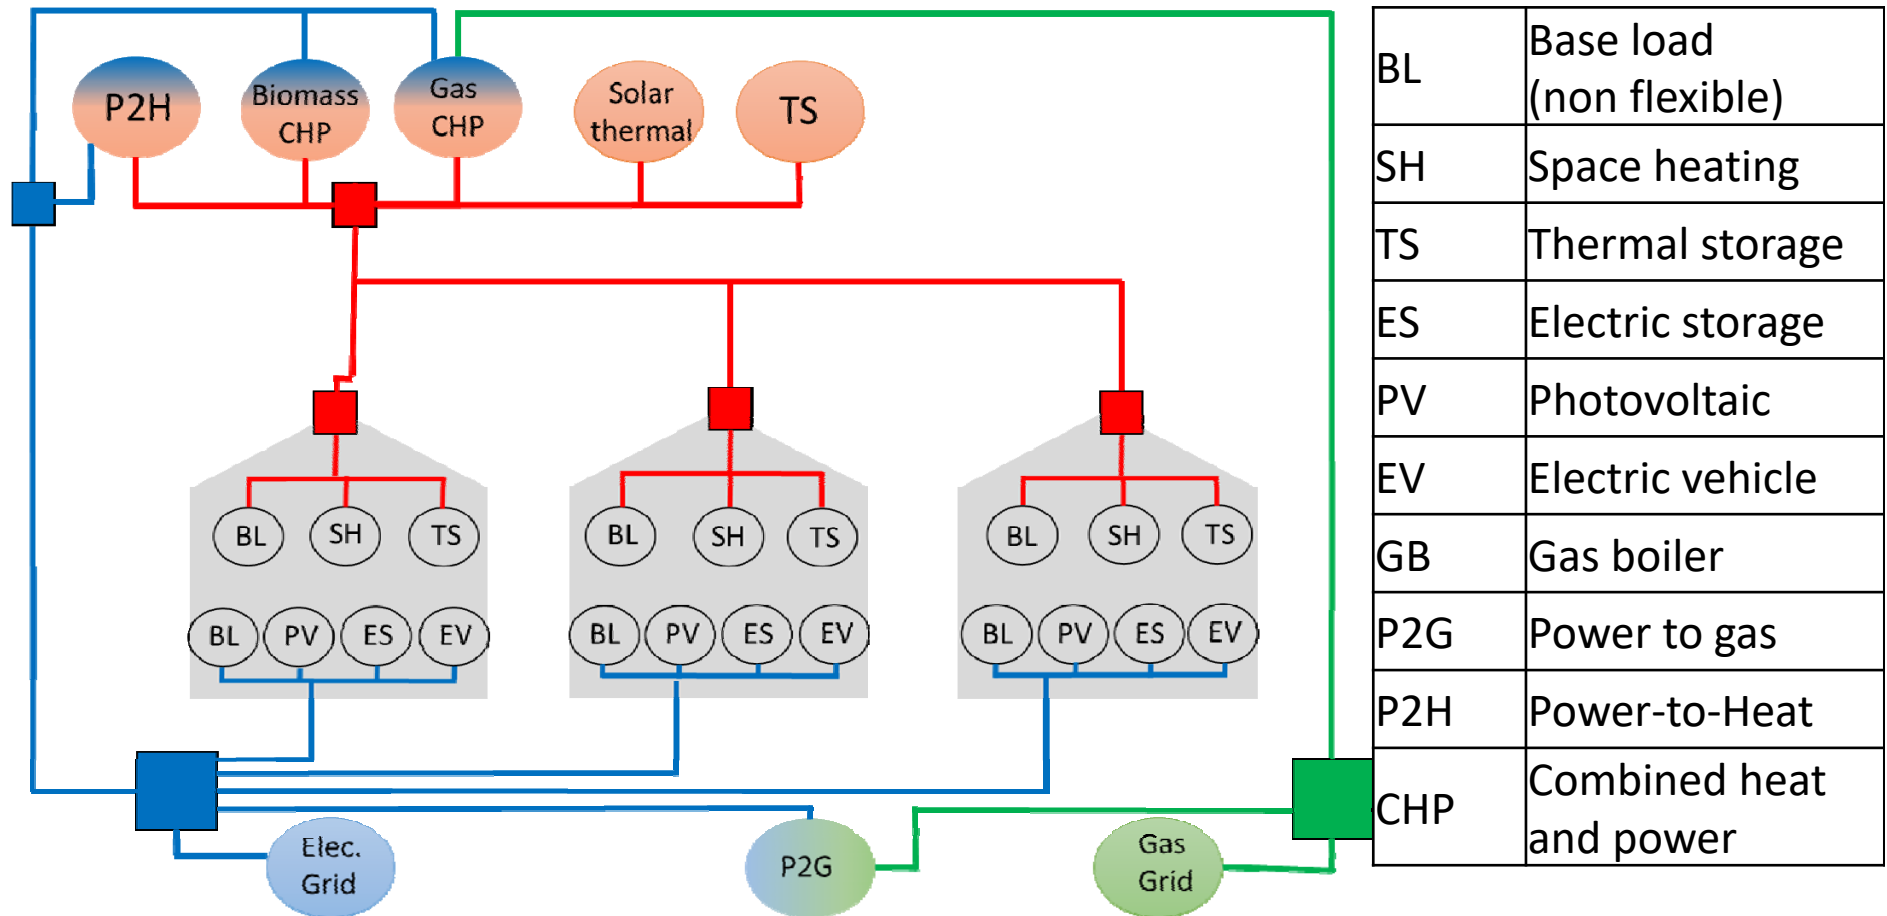 P2H
Biomass
CHP
Gas
CHP
Solar
thermal
TS
BL
SH
TS
BL
SH
TS
BL
SH
TS
BL
PV
ES
EV
BL
PV
ES
EV
BL
PV
ES
EV
Elec.
Grid
P2G
Gas
Grid
BL
Base load
(non flexible)
SH
Space heating
TS
Thermal storage
ES
Electric storage
PV
Photovoltaic
EV
Electric vehicle
GB
Gas boiler
P2G
Power to gas
P2H
Power-to-Heat
CHP
Combined heat
and power